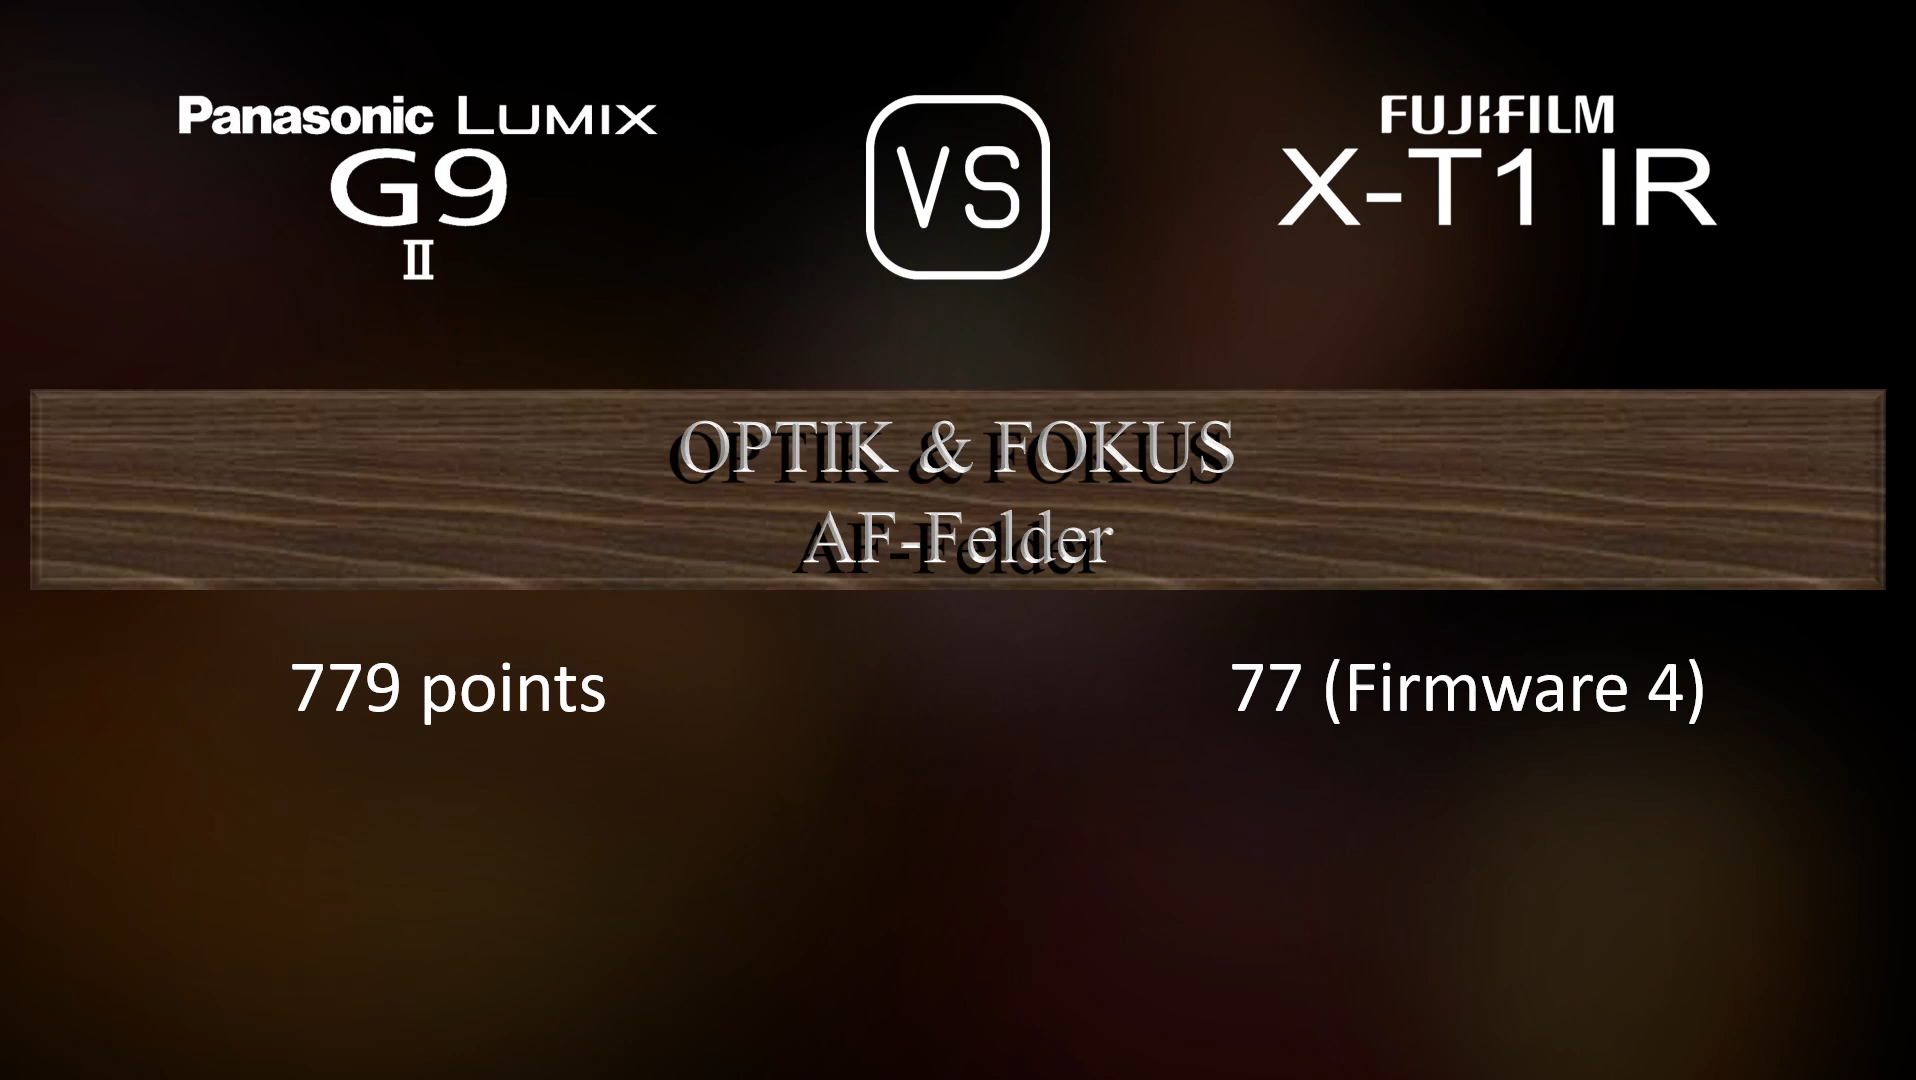 Panasonic LUMIX
G9
II
VS
FUJIFILM
X-T1 IR
OPTIK & FOKUS
AF-Felder
779 points
77 (Firmware 4)